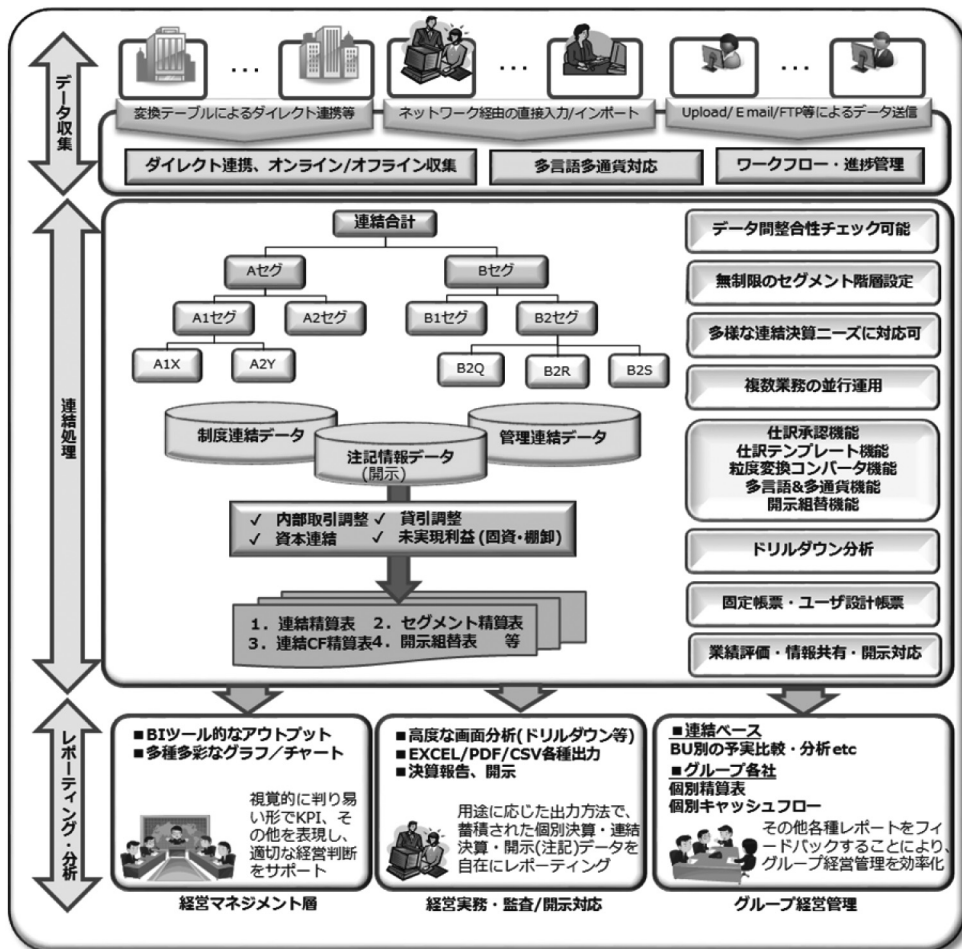 データ収集
… … …
変換テーブルによるダイレクト連携等
ネットワーク経由の直接入力/インポート
Upload/ E mail/FTP等によるデータ送信
ダイレクト連携、オンライン/オフライン収集
多言語多通貨対応
ワークフロー・進捗管理
連結処理
連結合計
Aセグ
Bセグ
A1セグ
A2セグ
B1セグ
B2セグ
A1X
A2Y
B2Q
B2R
B2S
制度連結データ
注記情報データ
(開示)
管理連結データ
✓ 内部取引調整 ✓ 貸引調整
✓ 資本連結 ✓ 未実現利益(固資・棚卸)
1. 連結精算表 2. セグメント精算表
3. 連結CF精算表4. 開示組替表 等
データ間整合性チェック可能
無制限のセグメント階層設定
多様な連結決算ニーズに対応可
複数業務の並行運用
仕訳承認機能
仕訳テンプレート機能
粒度変換コンバータ機能
多言語&多通貨機能
開示組替機能
ドリルダウン分析
固定帳票・ユーザ設計帳票
業績評価・情報共有・開示対応
レポーティング・分析
■BIツール的なアウトプット
■多種多彩なグラフ/チャート
視覚的に判り易
い形でKPI、そ
の他を表現し、
適切な経営判断
をサポート
経営マネジメント層
■高度な画面分析(ドリルダウン等)
■EXCEL/PDF/CSV各種出力
■決算報告、開示
用途に応じた出力方法で、
蓄積された個別決算・連結
決算・開示(注記)データを
自在にレポーティング
経営実務・監査/開示対応
■連結ベース
BU別の予実比較・分析etc
■グループ各社
個別精算表
個別キャッシュフロー
その他各種レポートをフィ
ードバックすることにより、
グループ経営管理を効率化
グループ経営管理